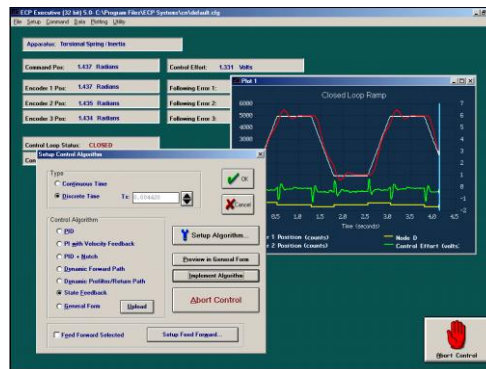 ECP Executive (32 bit) 5.0- C:\Program Files\ECP Systems\cn\default.cfg
File Setup Command Data Plotting Utility
Apparatus: Torsional Spring / Inertia
Command Pos: 1.437 Radians
Control Effort: 1.331 Volts
Encoder 1 Pos: 1.437 Radians
Following Error 1:
Encoder 2 Pos: 1.435 Radians
Following Error 2:
Encoder 3 Pos: 1.434 Radians
Following Error 3:
Control Loop Status: CLOSED
Plot 1
Closed Loop Ramp
6000
5000
4000
3000
7
6
5
4
3
2
1
0
-1
-2
0.5 1.0 1.5 2.0 2.5 3.0 3.5 4.0 4.5
Time (seconds)
1 Position (counts)
Node D
2 Position (counts)
Control Effort (volts)
Setup Control Algorithm
Type
Continuous Time
Discrete Time Ts: 0.004420
OK
Cancel
Control Algorithm
PID
PI with Velocity Feedback
PID + Notch
Dynamic Forward Path
Dynamic Prefilter/Return Path
State Feedback
General Form Upload
Setup Algorithm...
Preview in General Form
Implement Algorithm
Abort Control
Feed Forward Selected
Setup Feed Forward...
Abort Control